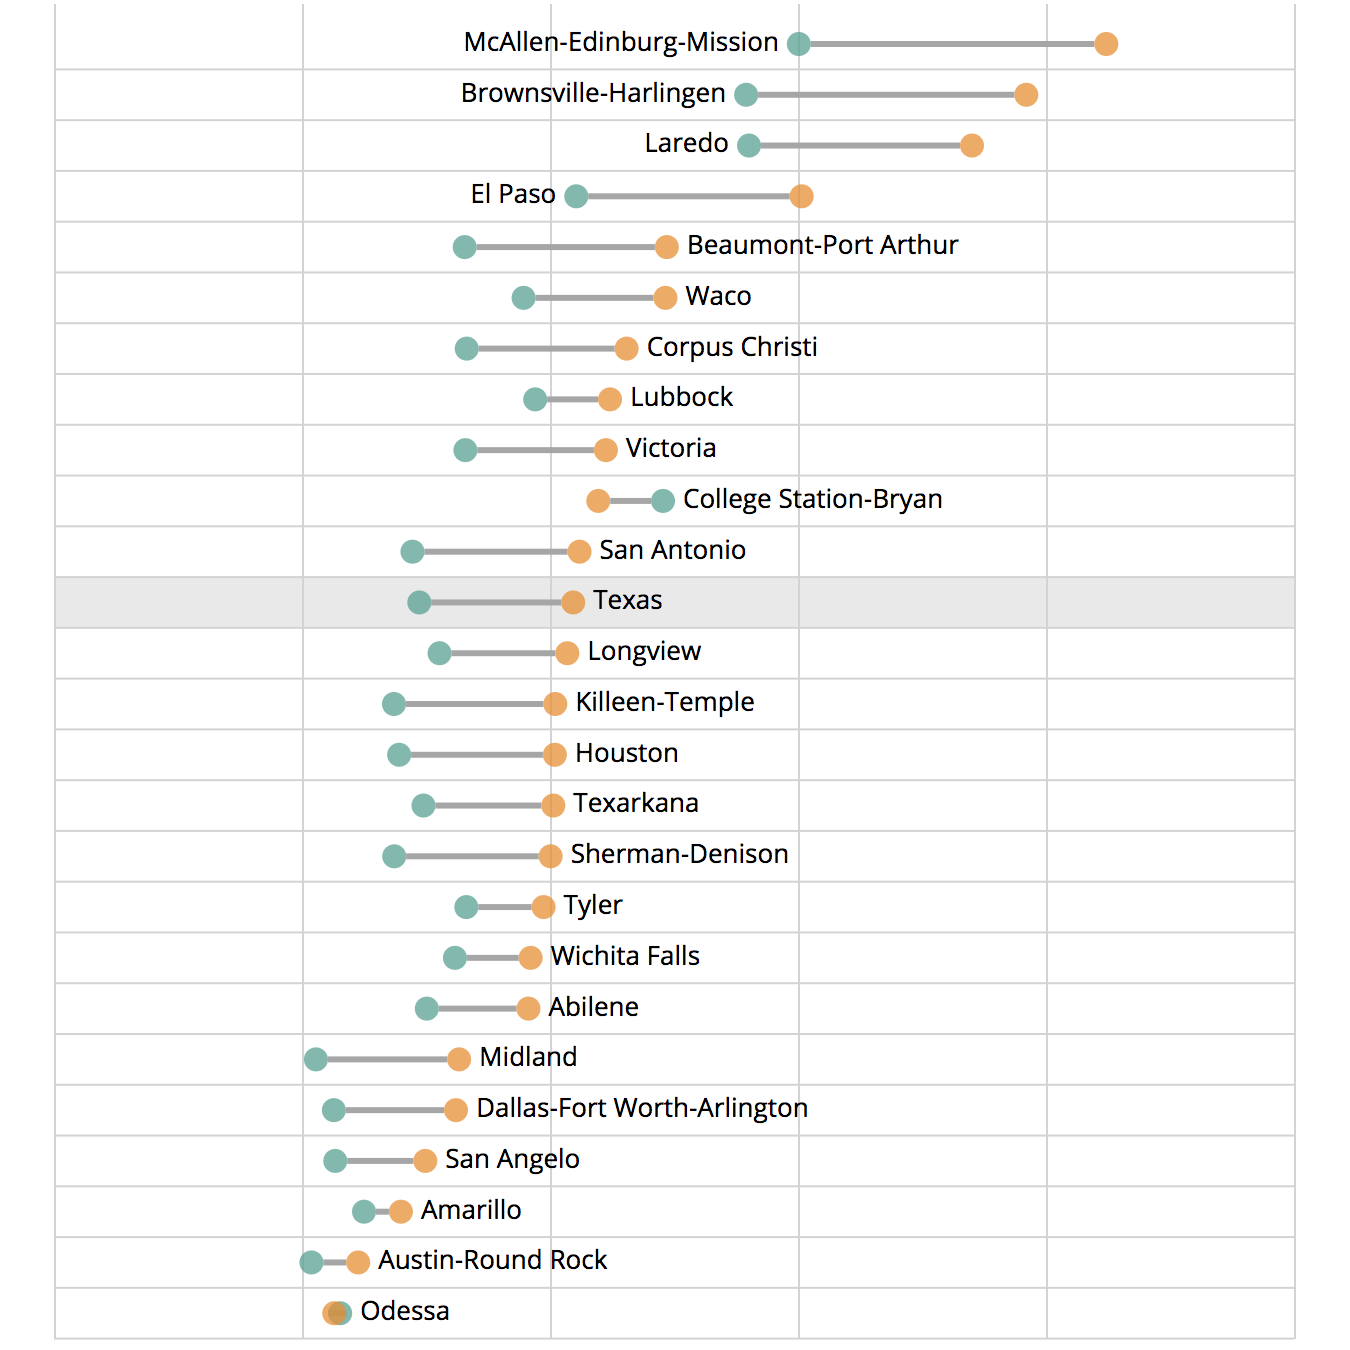 McAllen-Edinburg-Mission
Brownsville-Harlingen
Laredo
El Paso
Beaumont-Port Arthur
Waco
Corpus Christi
Lubbock
Victoria
College Station-Bryan
San Antonio
Texas
Longview
Killeen-Temple
Houston
Texarkana
Sherman-Denison
Tyler
Wichita Falls
Abilene
Midland
Dallas-Fort Worth-Arlington
San Angelo
Amarillo
Austin-Round Rock
Odessa